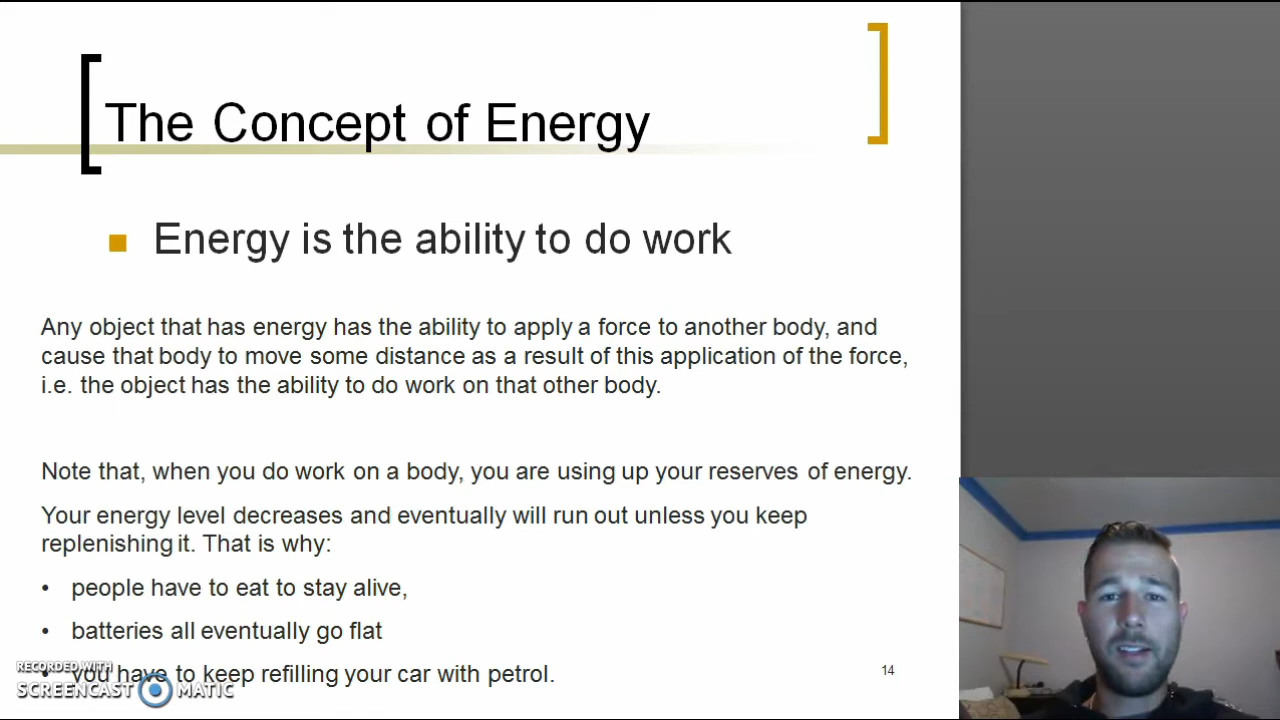 The Concept of Energy
Energy is the ability to do work
Any object that has energy has the ability to apply a force to another body, and
cause that body to move some distance as a result of this application of the force,
i.e. the object has the ability to do work on that other body.
Note that, when you do work on a body, you are using up your reserves of energy.
Your energy level decreases and eventually will run out unless you keep
replenishing it. That is why:
• people have to eat to stay alive,
• batteries all eventually go flat
• you have to keep refilling your car with petrol.
14
RECORDED WITH
SCREENCAST MATIC